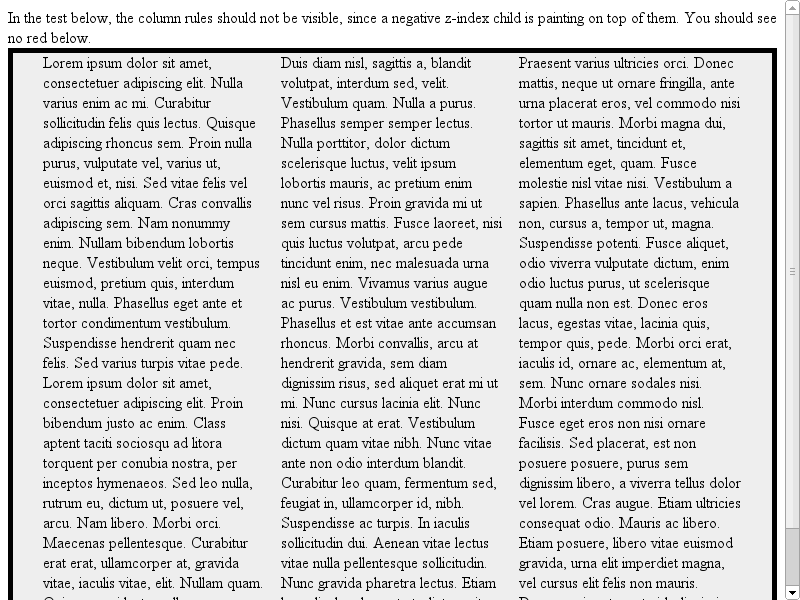 In the test below, the column rules should not be visible, since a negative z-index child is painting on top of them. You should see
no red below.
Lorem ipsum dolor sit amet,
consectetuer adipiscing elit. Nulla
varius enim ac mi. Curabitur
sollicitudin felis quis lectus. Quisque
adipiscing rhoncus sem. Proin nulla
purus, vulputate vel, varius ut,
euismod et, nisi. Sed vitae felis vel
orci sagittis aliquam. Cras convallis
adipiscing sem. Nam nonummy
enim. Nullam bibendum lobortis
neque. Vestibulum velit orci, tempus
euismod, pretium quis, interdum
vitae, nulla. Phasellus eget ante et
tortor condimentum vestibulum.
Suspendisse hendrerit quam nec
felis. Sed varius turpis vitae pede.
Lorem ipsum dolor sit amet,
consectetuer adipiscing elit. Proin
bibendum justo ac enim. Class
aptent taciti sociosqu ad litora
torquent per conubia nostra, per
inceptos hymenaeos. Sed leo nulla,
rutrum eu, dictum ut, posuere vel,
arcu. Nam libero. Morbi orci.
Maecenas pellentesque. Curabitur
erat erat, ullamcorper at, gravida
vitae, iaculis vitae, elit. Nullam quam.
Duis diam nisl, sagittis a, blandit
volutpat, interdum sed, velit.
Vestibulum quam. Nulla a purus.
Phasellus semper semper lectus.
Nulla porttitor, dolor dictum
scelerisque luctus, velit ipsum
lobortis mauris, ac pretium enim
nunc vel risus. Proin gravida mi ut
sem cursus mattis. Fusce laoreet, nisi
quis luctus volutpat, arcu pede
tincidunt enim, nec malesuada urna
nisl eu enim. Vivamus varius augue
ac purus. Vestibulum vestibulum.
Phasellus et est vitae ante accumsan
rhoncus. Morbi convallis, arcu at
hendrerit gravida, sem diam
dignissim risus, sed aliquet erat mi ut
mi. Nunc cursus lacinia elit. Nunc
nisi. Quisque at erat. Vestibulum
dictum quam vitae nibh. Nunc vitae
ante non odio interdum blandit.
Curabitur leo quam, fermentum sed,
feugiat in, ullamcorper id, nibh.
Suspendisse ac turpis. In iaculis
sollicitudin dui. Aenean vitae lectus
vitae nulla pellentesque sollicitudin.
Nunc gravida pharetra lectus. Etiam
Praesent varius ultricies orci. Donec
mattis, neque ut ornare fringilla, ante
urna placerat eros, vel commodo nisi
tortor ut mauris. Morbi magna dui,
sagittis sit amet, tincidunt et,
elementum eget, quam. Fusce
molestie nisl vitae nisi. Vestibulum a
sapien. Phasellus ante lacus, vehicula
non, cursus a, tempor ut, magna.
Suspendisse potenti. Fusce aliquet,
odio viverra vulputate dictum, enim
odio luctus purus, ut scelerisque
quam nulla non est. Donec eros
lacus, egestas vitae, lacinia quis,
tempor quis, pede. Morbi orci erat,
iaculis id, ornare ac, elementum at,
sem. Nunc ornare sodales nisi.
Morbi interdum commodo nisl.
Fusce eget eros non nisi ornare
facilisis. Sed placerat, est non
posuere posuere, purus sem
dignissim libero, a viverra tellus dolor
vel lorem. Cras augue. Etiam ultricies
consequat odio. Mauris ac libero.
Etiam posuere, libero vitae euismod
gravida, urna elit imperdiet magna,
vel cursus elit felis non mauris.